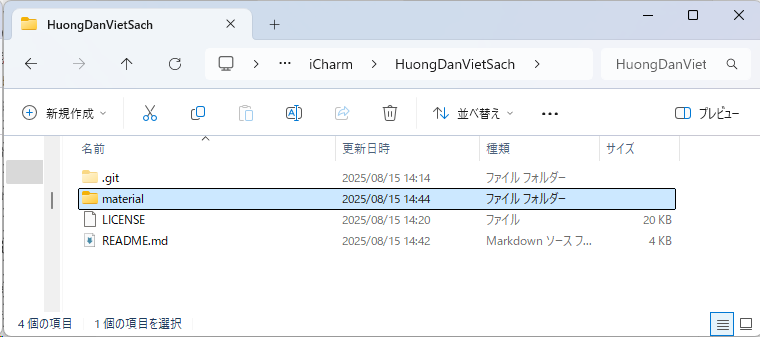 HuongDanVietSach
iCharm HuongDanVietSach HuongDanViet
新規作成 並べ替え プレビュー
名前 更新日時 種類 サイズ
.git 2025/08/15 14:14 ファイル フォルダー
material 2025/08/15 14:44 ファイル フォルダー
LICENSE 2025/08/15 14:20 ファイル 20 KB
README.md 2025/08/15 14:42 Markdown ソース フ... 4 KB
4 個の項目 1 個の項目を選択